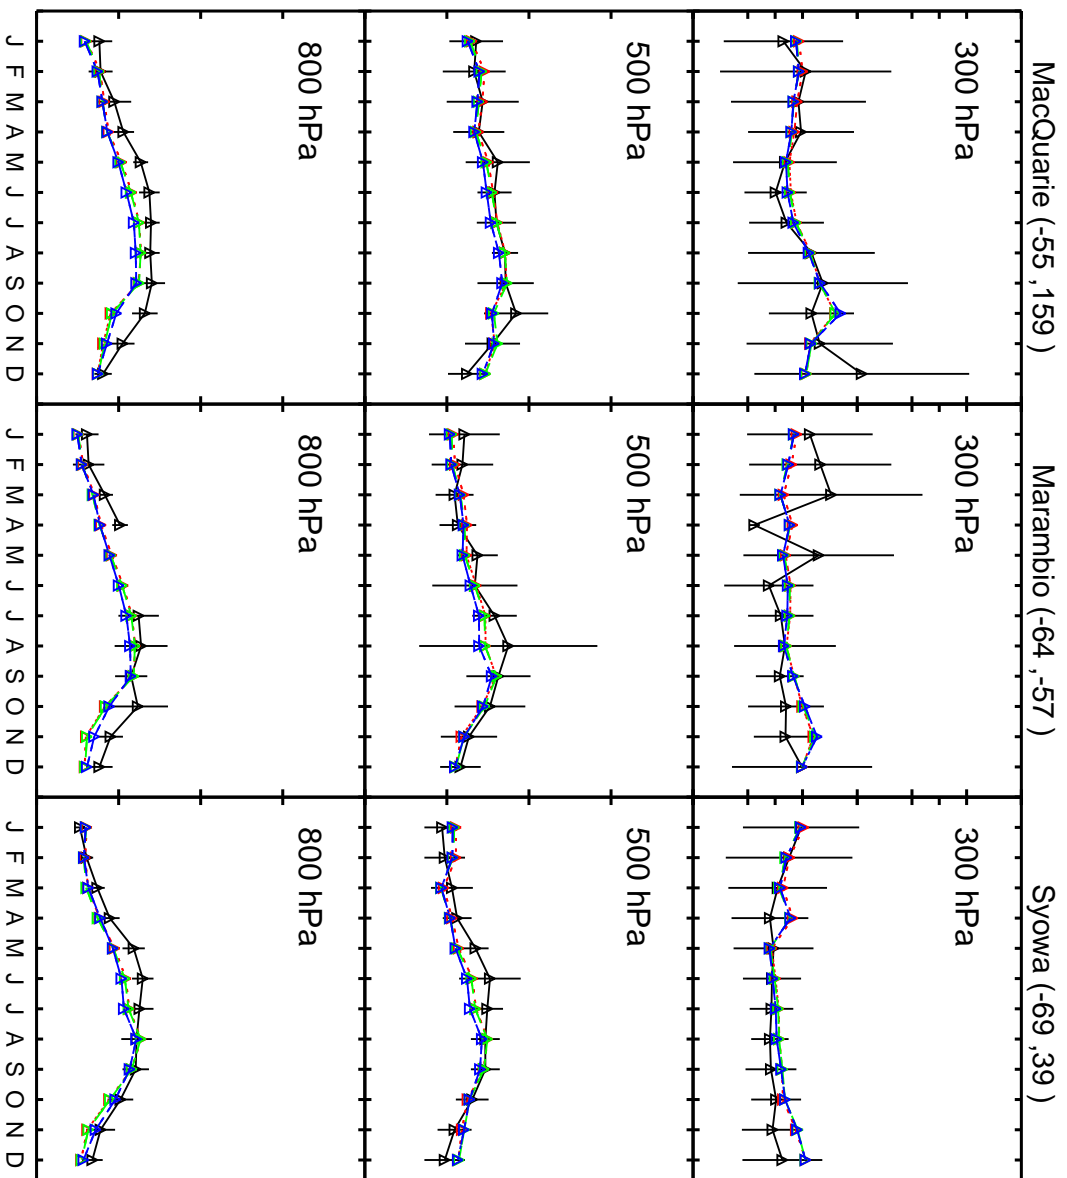 MacQuarie (-55 ,159 )
300 hPa
500 hPa
800 hPa
J F M A M J J A S O N D
Marambio (-64 ,-57 )
300 hPa
500 hPa
800 hPa
J F M A M J J A S O N D
Syowa (-69 ,39 )
300 hPa
500 hPa
800 hPa
J F M A M J J A S O N D